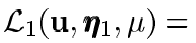 ℒ₁(𝐮, 𝜼₁, μ) =